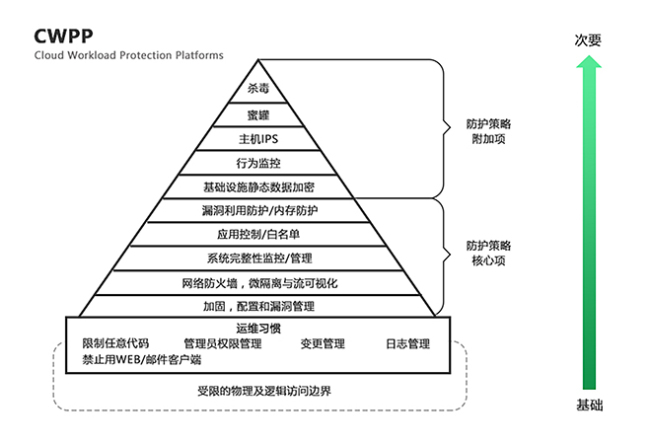 CWPP
Cloud Workload Protection Platforms
次要
杀毒
蜜罐
主机IPS
行为监控
基础设施静态数据加密
防护策略
附加项
漏洞利用防护/内存防护
应用控制/白名单
系统完整性监控/管理
网络防火墙，微隔离与流可视化
加固，配置和漏洞管理
防护策略
核心项
运维习惯
限制任意代码 管理员权限管理 变更管理 日志管理
禁止用WEB/邮件客户端
受限的物理及逻辑访问边界
基础